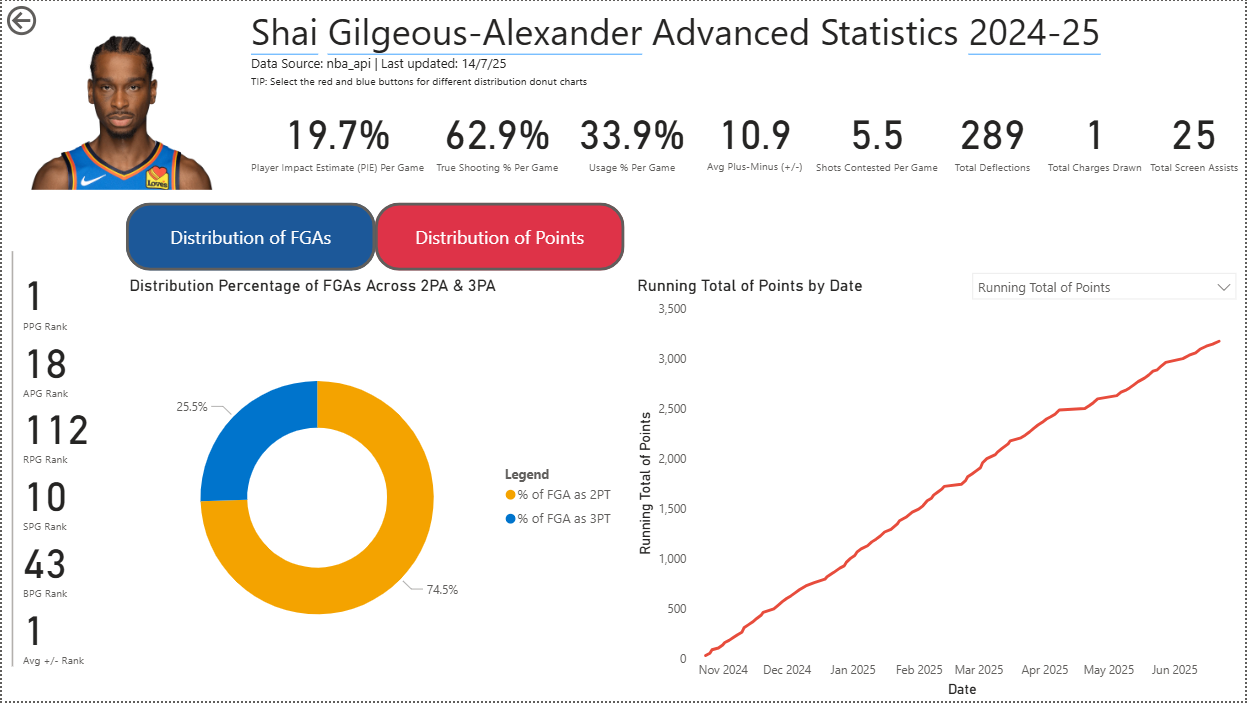 Shai Gilgeous-Alexander Advanced Statistics 2024-25
Data Source: nba_api | Last updated: 14/7/25
TIP: Select the red and blue buttons for different distribution donut charts
19.7%
Player Impact Estimate (PIE) Per Game
62.9%
True Shooting % Per Game
33.9%
Usage % Per Game
10.9
Avg Plus-Minus (+/-)
5.5
Shots Contested Per Game
289
Total Deflections
1
Total Charges Drawn
25
Total Screen Assists
Loves
Distribution of FGAs
Distribution of Points
1
PPG Rank
18
APG Rank
112
RPG Rank
10
SPG Rank
43
BPG Rank
1
Avg +/- Rank
Distribution Percentage of FGAs Across 2PA & 3PA
25.5%
74.5%
Legend
% of FGA as 2PT
% of FGA as 3PT
Running Total of Points by Date
Running Total of Points
3,500
3,000
2,500
2,000
1,500
1,000
500
0
Running Total of Points
Nov 2024
Dec 2024
Jan 2025
Feb 2025
Mar 2025
Apr 2025
May 2025
Jun 2025
Date